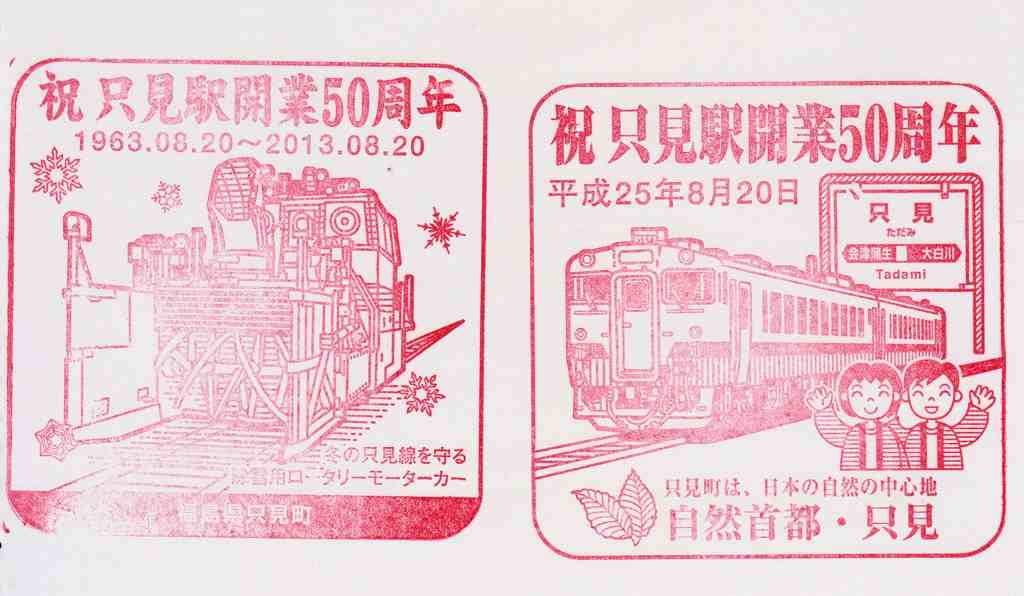 祝 只見駅開業50周年
1963.08.20～2013.08.20
冬の只見線を守る
雪用ロータリーモーターカー
県只見町
祝 只見駅開業50周年
平成25年8月20日
只見
ただみ
会津蒲生 大白川
Tadami
只見町は、日本の自然の中心地
自然首都・只見